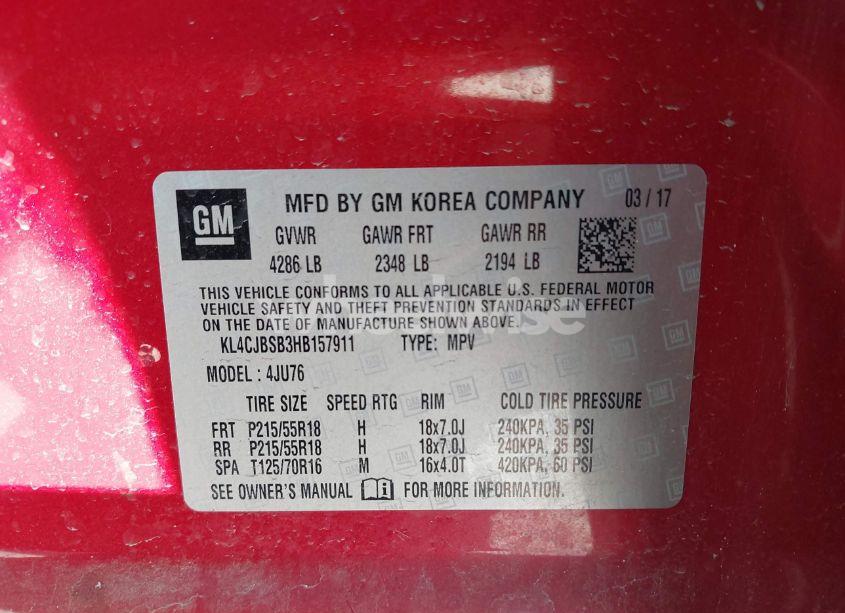 GM MFD BY GM KOREA COMPANY 03 / 17
GVWR GAWR FRT GAWR RR
4286 LB 2348 LB 2194 LB
THIS VEHICLE CONFORMS TO ALL APPLICABLE U.S. FEDERAL MOTOR
VEHICLE SAFETY AND THEFT PREVENTION STANDARDS IN EFFECT
ON THE DATE OF MANUFACTURE SHOWN ABOVE.
KL4CJBSB3HB157911 TYPE: MPV
MODEL : 4JU76
TIRE SIZE SPEED RTG RIM COLD TIRE PRESSURE
FRT P215/55R18 H 18x7.0J 240KPA, 35 PSI
RR P215/55R18 H 18x7.0J 240KPA, 35 PSI
SPA T125/70R16 M 16x4.0T 420KPA, 60 PSI
SEE OWNER'S MANUAL FOR MORE INFORMATION.